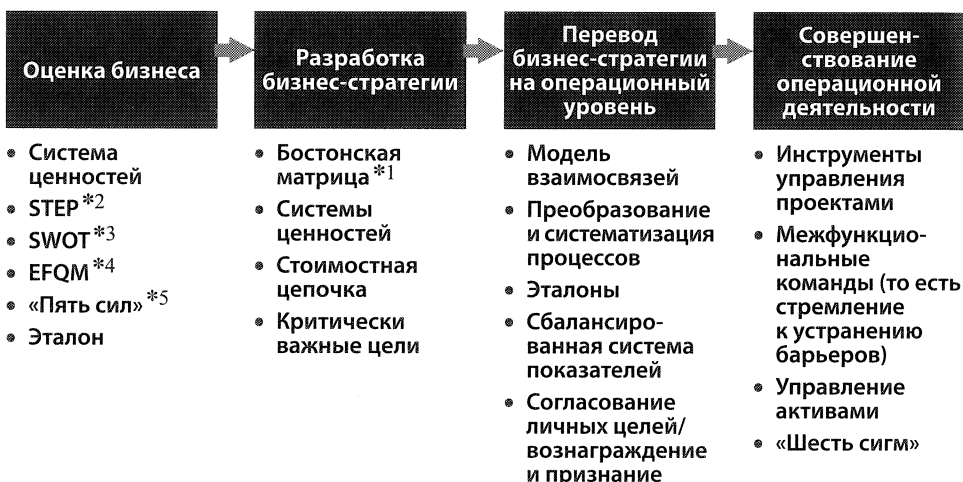 Оценка бизнеса
Разработка
бизнес-стратегии
Перевод
бизнес-стратегии
на операционный
уровень
Совершен-
ствование
операционной
деятельности
• Система
ценностей
• STEP*2
• SWOT*3
• EFQM*4
• «Пять сил»*5
• Эталон
• Бостонская
матрица*1
• Системы
ценностей
• Стоимостная
цепочка
• Критически
важные цели
• Модель
взаимосвязей
• Преобразование
и систематизация
процессов
• Эталоны
• Сбалансиро-
ванная система
показателей
• Согласование
личных целей/
вознаграждение
и признание
• Инструменты
управления
проектами
• Межфункцио-
нальные
команды (то есть
стремление
к устранению
барьеров)
• Управление
активами
• «Шесть сигм»